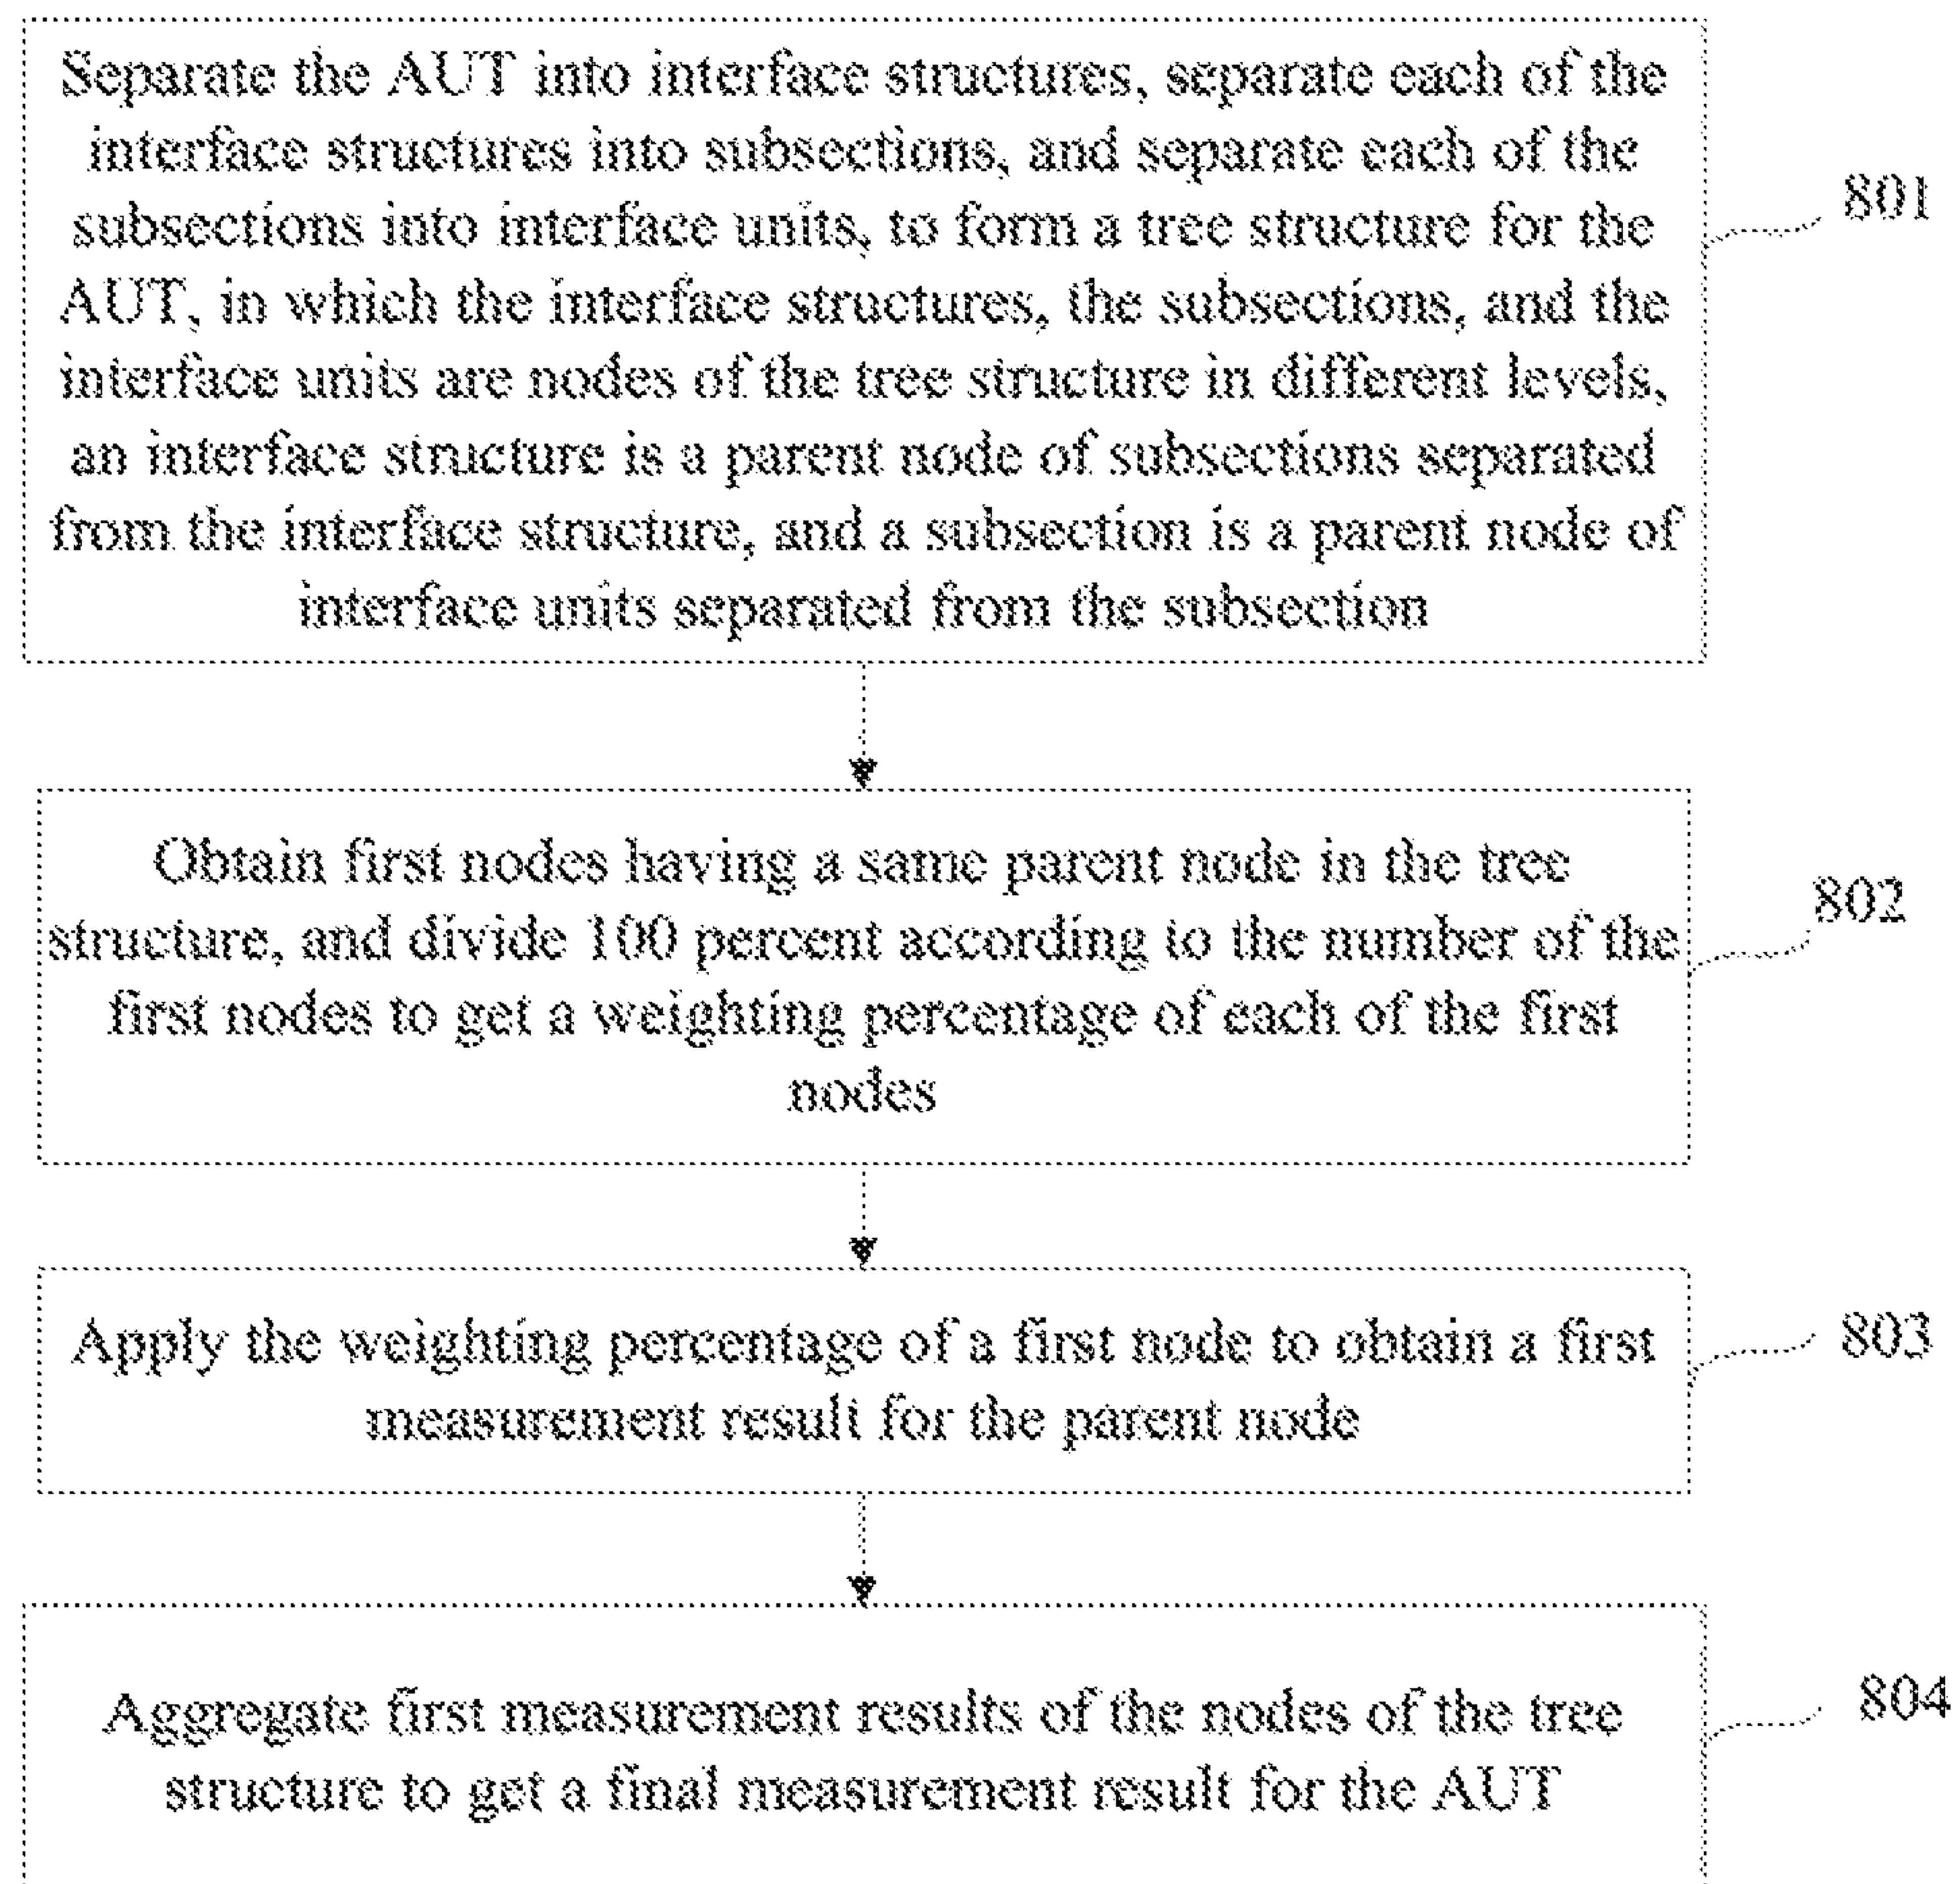 Separate the AUT into interface structures, separate each of the
interface structures into subsections, and separate each of the
subsections into interface units, to form a tree structure for the
AUT, in which the interface structures, the subsections, and the
interface units are nodes of the tree structure in different levels,
an interface structure is a parent node of subsections separated
from the interface structure, and a subsection is a parent node of
interface units separated from the subsection
801
Obtain first nodes having a same parent node in the tree
structure, and divide 100 percent according to the number of the
first nodes to get a weighting percentage of each of the first
nodes
802
Apply the weighting percentage of a first node to obtain a first
measurement result for the parent node
803
Aggregate first measurement results of the nodes of the tree
structure to get a final measurement result for the AUT
804